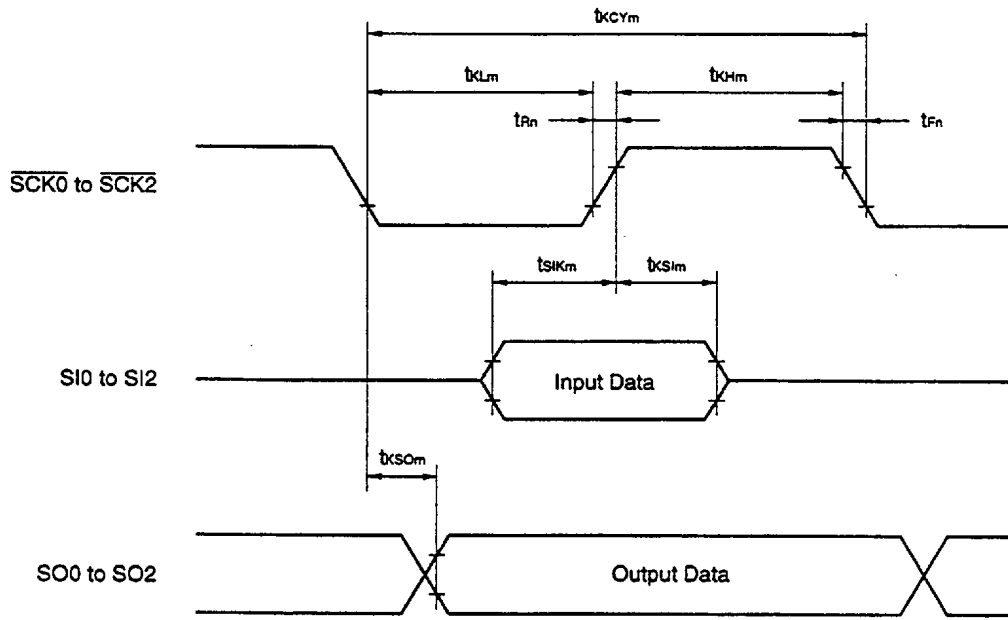 tKCYm
tKLm
tKHm
tRn
tFn
SCK0 to SCK2
tSIKm
tKSIm
SI0 to SI2
Input Data
tKSOm
SO0 to SO2
Output Data